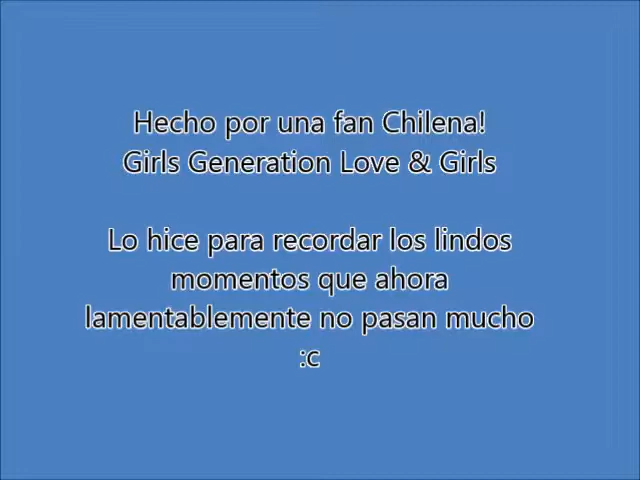 Hecho por una fan Chilena!
Girls Generation Love & Girls
Lo hice para recordar los lindos
momentos que ahora
lamentablemente no pasan mucho
:c